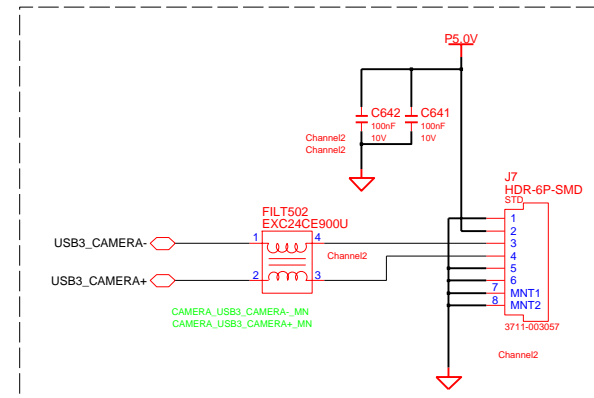 P5.0V
C642
100nF
10V
C641
100nF
10V
Channel2
Channel2
J7
HDR-6P-SMD
STD
1
2
3
4
5
6
7 MNT1
8 MNT2
3711-003057
Channel2
FILT502
EXC24CE900U
USB3_CAMERA-
1
4
Channel2
USB3_CAMERA+
2
3
CAMERA_USB3_CAMERA-_MN
CAMERA_USB3_CAMERA+_MN